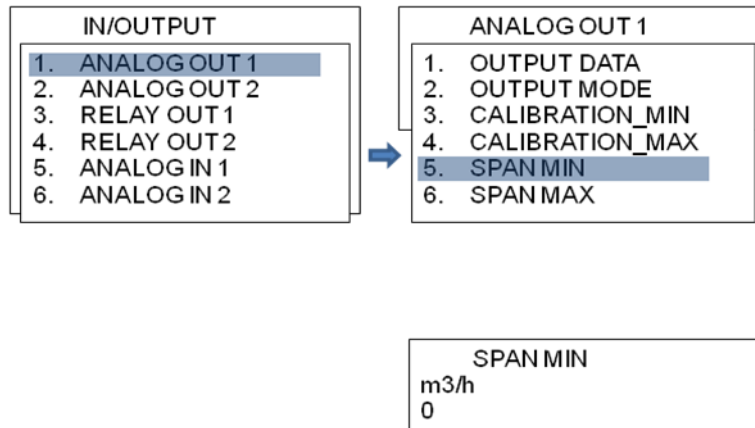 IN/OUTPUT
1. ANALOG OUT 1
2. ANALOG OUT 2
3. RELAY OUT 1
4. RELAY OUT 2
5. ANALOG IN 1
6. ANALOG IN 2
ANALOG OUT 1
1. OUTPUT DATA
2. OUTPUT MODE
3. CALIBRATION_MIN
4. CALIBRATION_MAX
5. SPAN MIN
6. SPAN MAX
SPAN MIN
m3/h
0